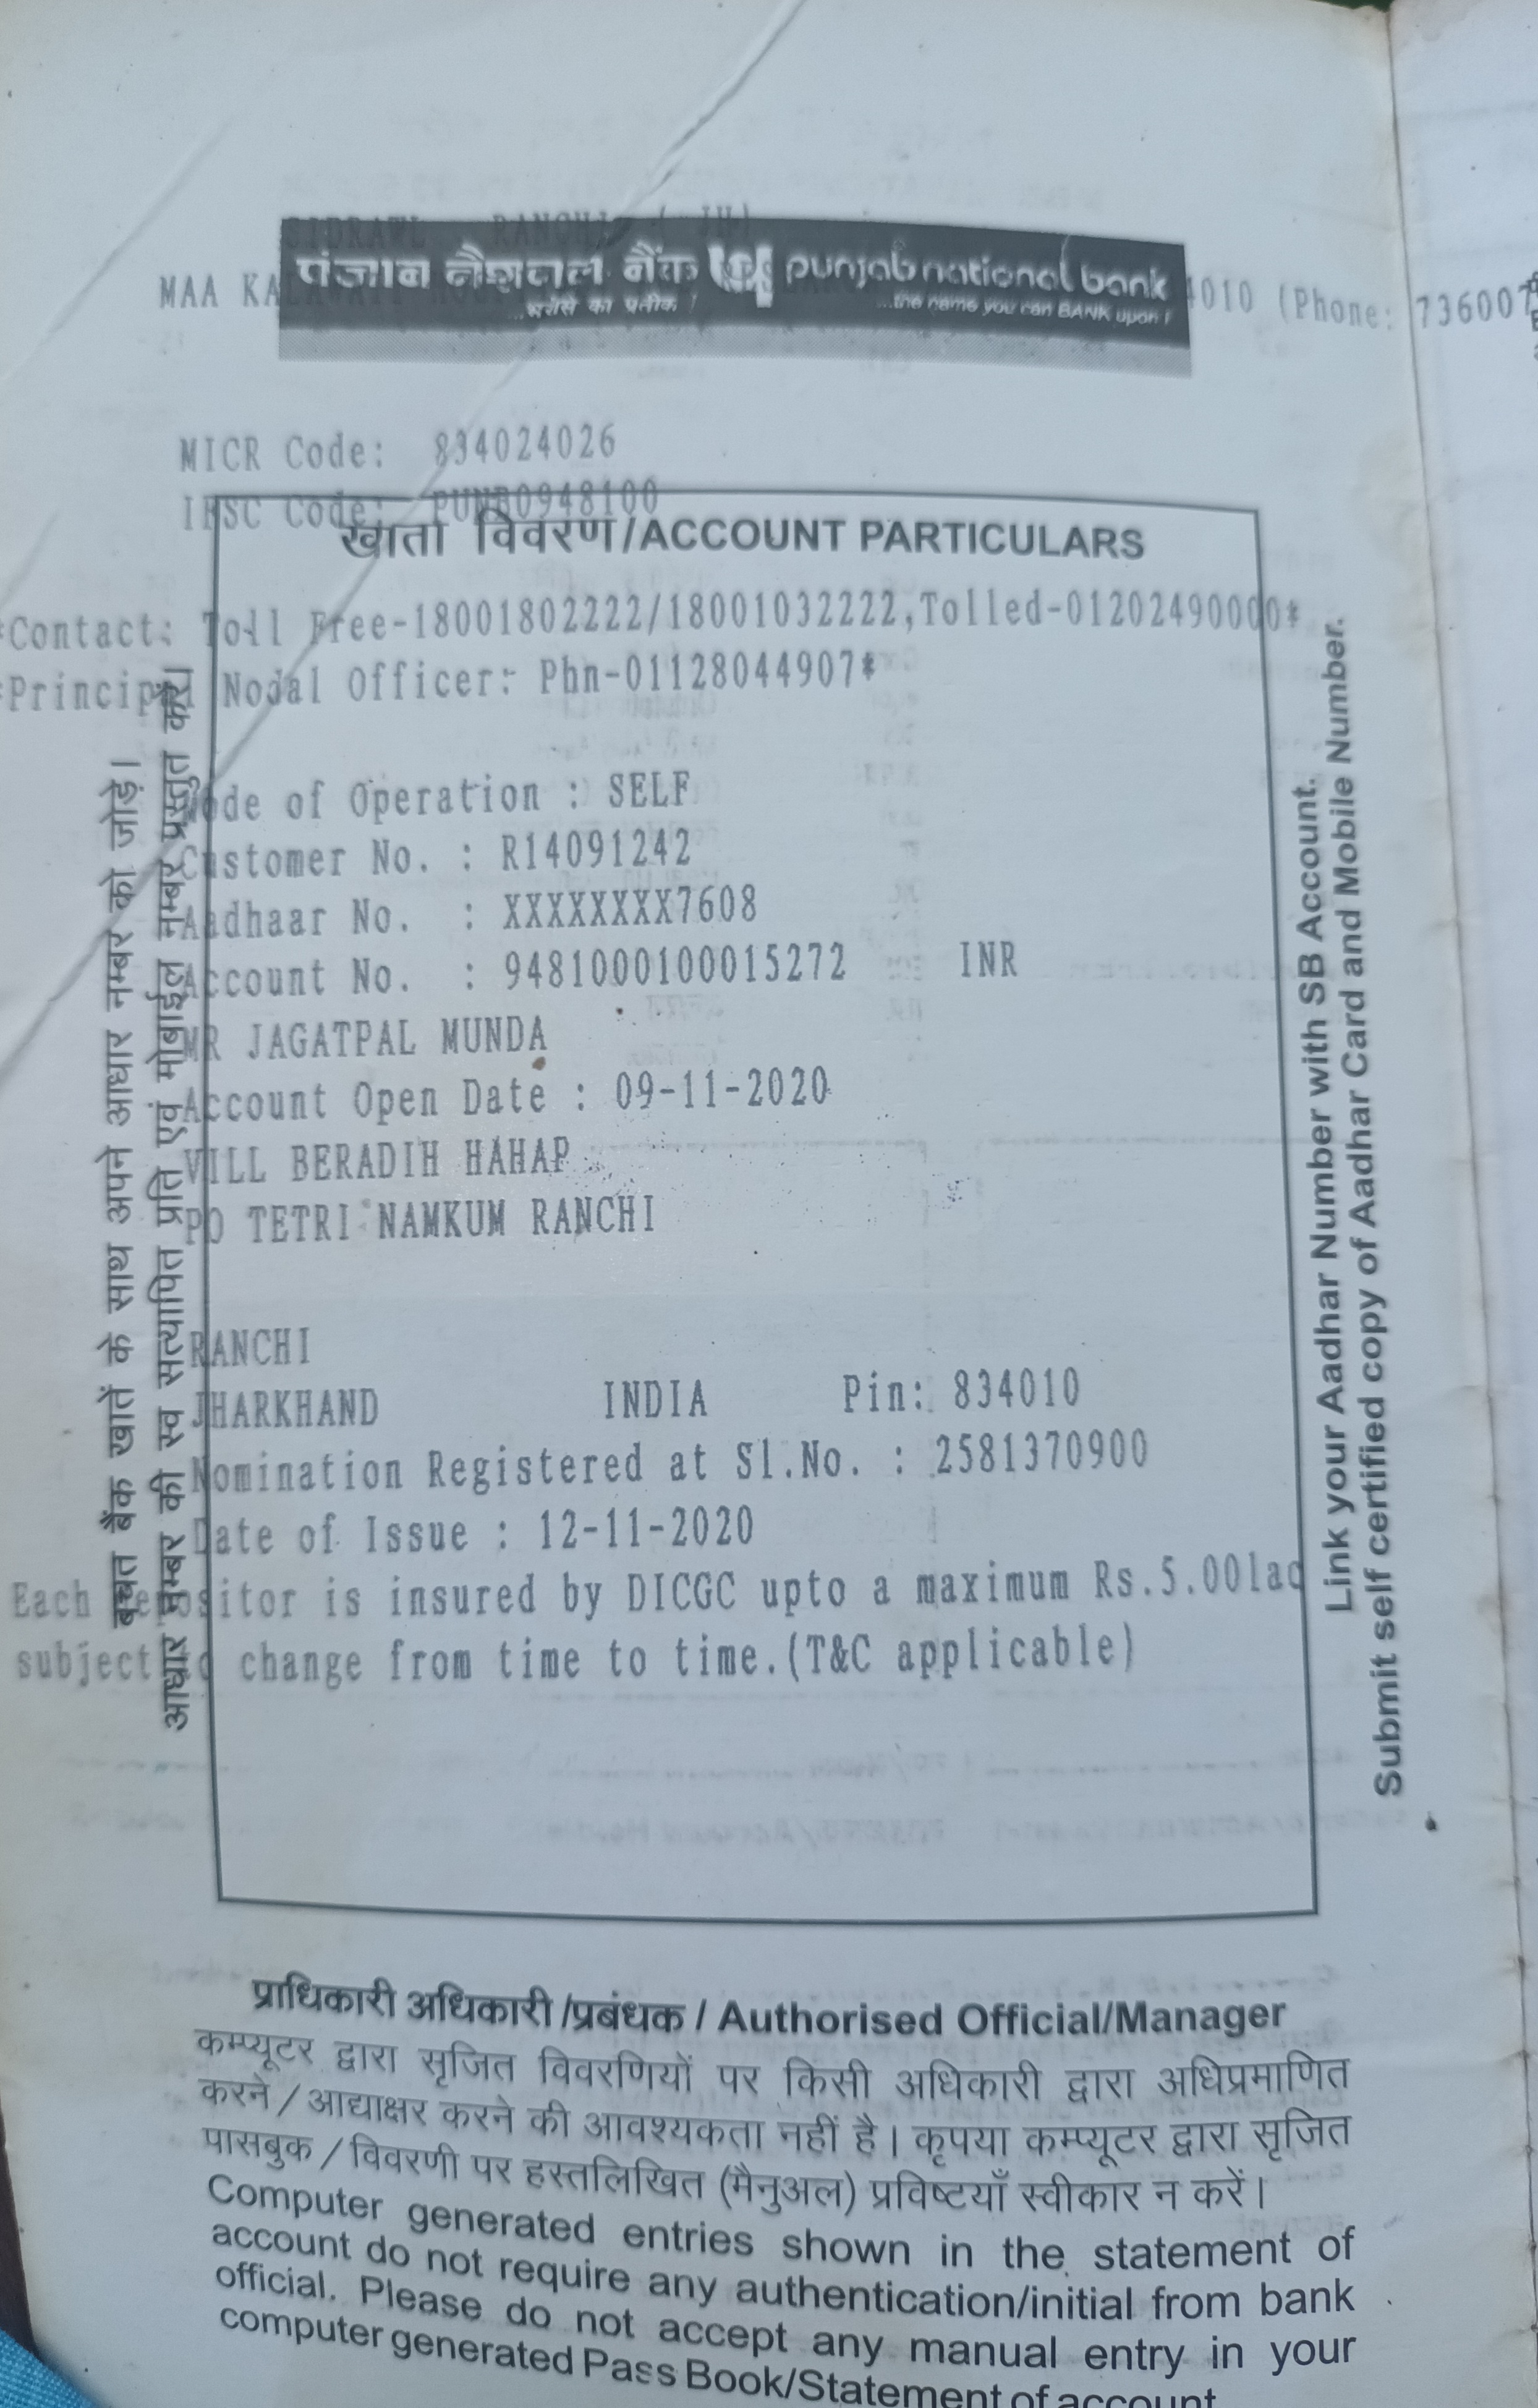 SIDRAWL RANCHI ( JH)
पंजाब नैशनल बैंक punjab national bank
...भरोसे का प्रतीक ! ...the name you can BANK upon !
MAA 4010 (Phone: 736007
MICR Code: 834024026
IFSC Code: PUNB0948100
खाता विवरण/ACCOUNT PARTICULARS
*Contact: Toll Free-18001802222/18001032222,Tolled-01202490000*
*Principal Nodal Officer: Phn-01128044907*
Mode of Operation : SELF
Customer No. : R14091242
Aadhaar No. : XXXXXXXX7608
Account No. : 9481000100015272 INR
MR JAGATPAL MUNDA
Account Open Date : 09-11-2020
VILL BERADIH HAHAP
PO TETRI NAMKUM RANCHI
RANCHI
JHARKHAND INDIA Pin: 834010
Nomination Registered at Sl.No. : 2581370900
Date of Issue : 12-11-2020
Each depositor is insured by DICGC upto a maximum Rs.5.00lac
subject to change from time to time.(T&C applicable)
बचत बैंक खातें के साथ अपने आधार नम्बर को जोड़े।
आधार नम्बर की स्व सत्यापित प्रति एवं मोबाईल नम्बर प्रस्तुत करें।
Link your Aadhar Number with SB Account.
Submit self certified copy of Aadhar Card and Mobile Number.
प्राधिकारी अधिकारी /प्रबंधक / Authorised Official/Manager
कम्प्यूटर द्वारा सृजित विवरणियों पर किसी अधिकारी द्वारा अधिप्रमाणित
करने / आद्याक्षर करने की आवश्यकता नहीं है। कृपया कम्प्यूटर द्वारा सृजित
पासबुक / विवरणी पर हस्तलिखित (मैनुअल) प्रविष्टयाँ स्वीकार न करें।
Computer generated entries shown in the statement of
account do not require any authentication/initial from bank
official. Please do not accept any manual entry in your
computer generated Pass Book/Statement of account.